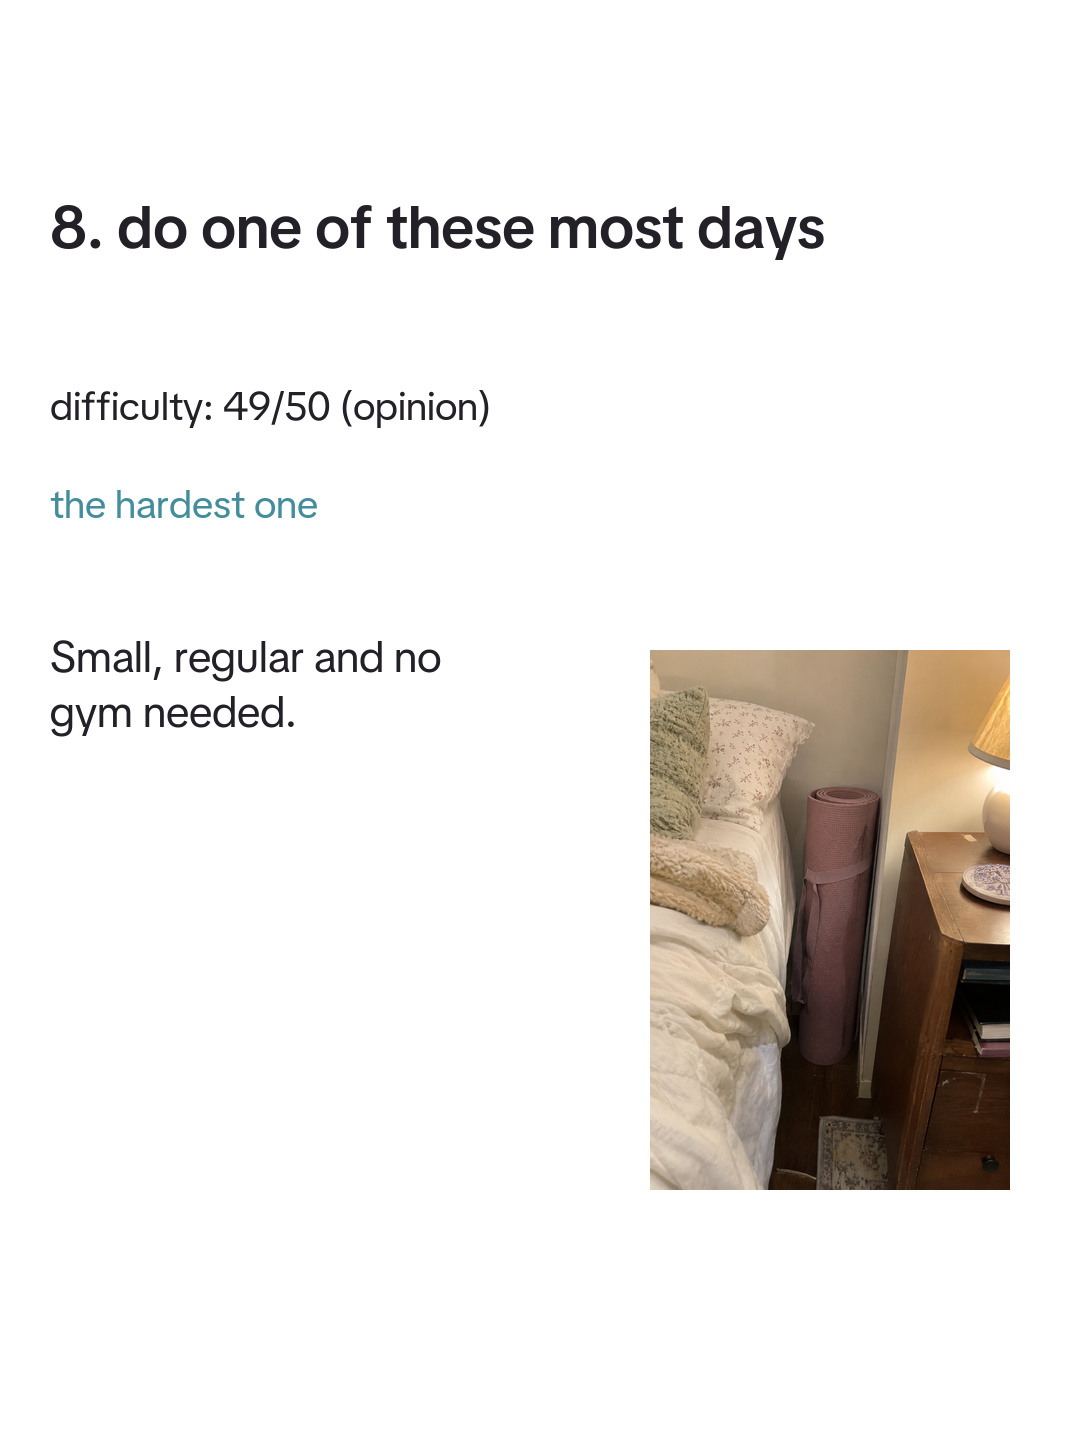 8. do one of these most days
difficulty: 49/50 (opinion)
the hardest one
Small, regular and no
gym needed.